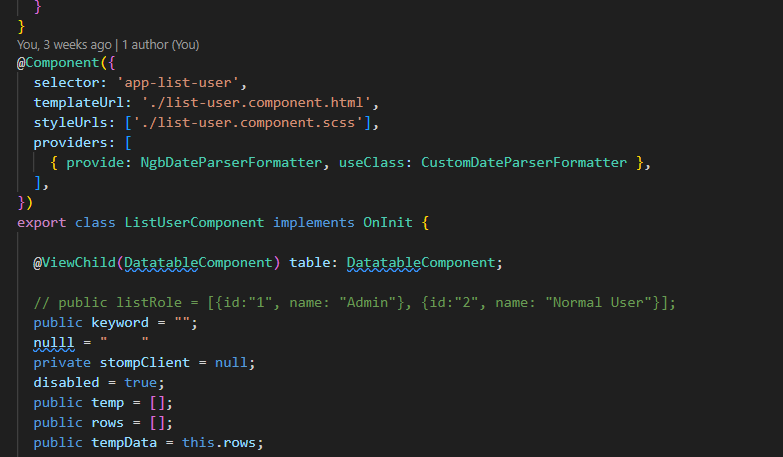 }
}
You, 3 weeks ago | 1 author (You)
@Component({
selector: 'app-list-user',
templateUrl: './list-user.component.html',
styleUrls: ['./list-user.component.scss'],
providers: [
{ provide: NgbDateParserFormatter, useClass: CustomDateParserFormatter },
],
})
export class ListUserComponent implements OnInit {
@ViewChild(DatatableComponent) table: DatatableComponent;
// public listRole = [{id:"1", name: "Admin"}, {id:"2", name: "Normal User"}];
public keyword = "";
nulll = "    "
private stompClient = null;
disabled = true;
public temp = [];
public rows = [];
public tempData = this.rows;